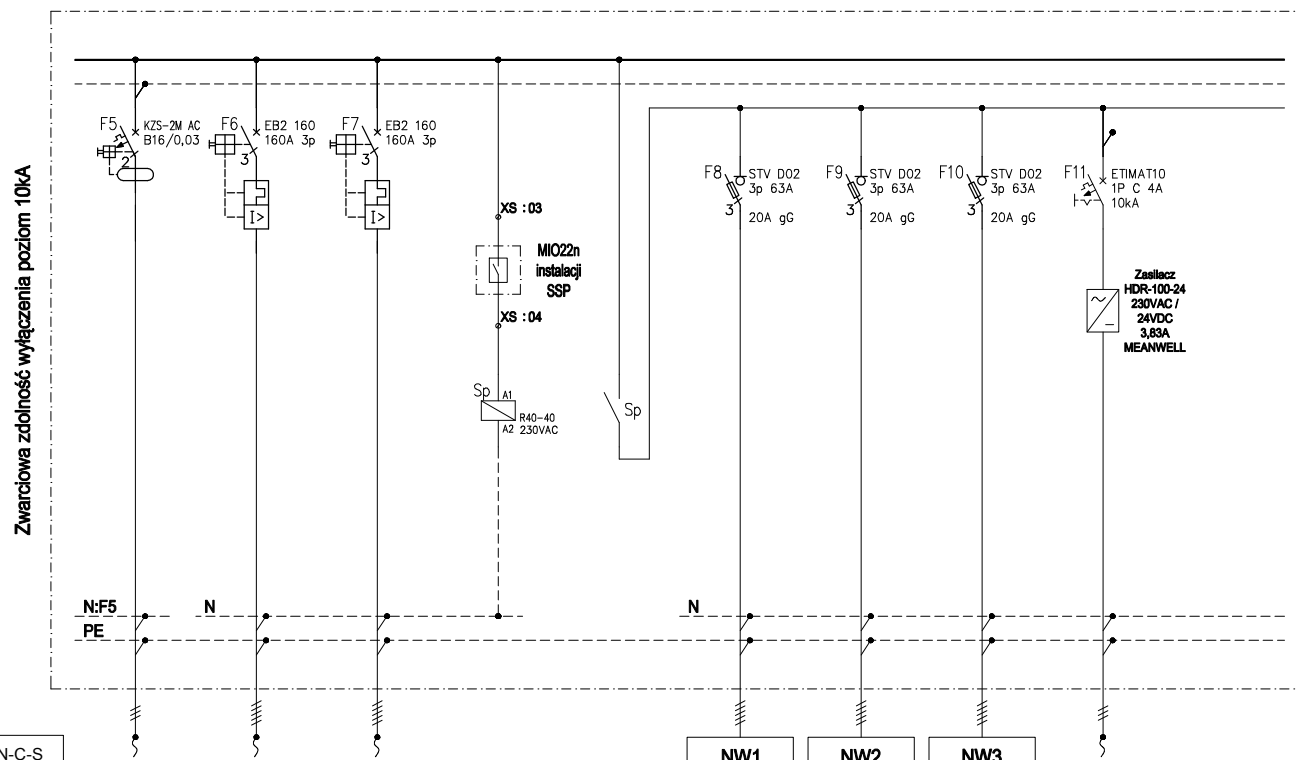 Zwarciowa zdolność wyłączenia poziom 10kA
F5
KZS-2M AC
B16/0,03
2
F6
EB2 160
160A 3p
3
I>
F7
EB2 160
160A 3p
3
I>
XS : 03
MIO22n
instalacji
SSP
XS : 04
Sp
A1
R40-40
A2 230VAC
Sp
F8
STV D02
3p 63A
3
20A gG
F9
STV D02
3p 63A
3
20A gG
F10
STV D02
3p 63A
3
20A gG
F11
ETIMAT10
1P C 4A
10kA
Zasilacz
HDR-100-24
230VAC /
24VDC
3,83A
MEANWELL
N:F5
N
N
PE
N-C-S
NW1
NW2
NW3